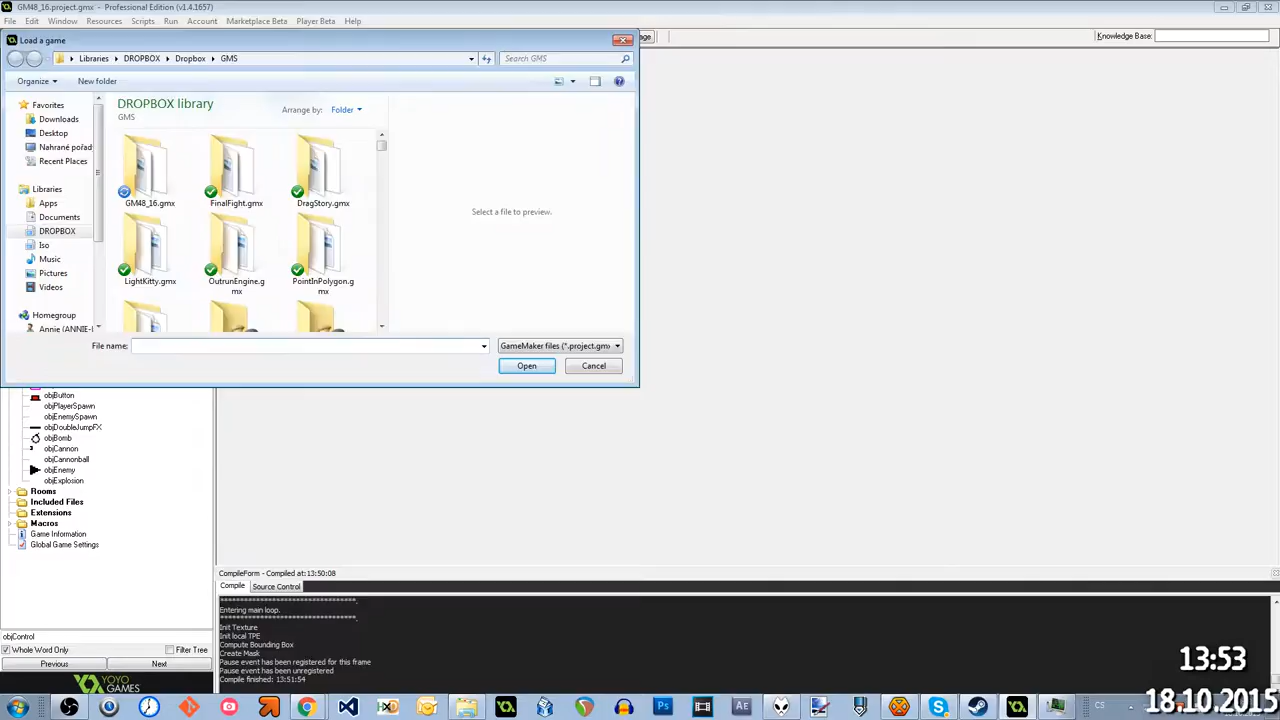 GM48_16.project.gmx - Professional Edition (v1.4.1657)
File Edit Window Resources Scripts Run Account Marketplace Beta Player Beta Help
Load a game
Knowledge Base:
Libraries DROPBOX Dropbox GMS
Search GMS
Organize New folder
Favorites
Downloads
Desktop
Nahrané pořad
Recent Places
Libraries
Apps
Documents
DROPBOX
Iso
Music
Pictures
Videos
Homegroup
Annie (ANNIE-
DROPBOX library
GMS
Arrange by: Folder
GM48_16.gmx FinalFight.gmx DragStory.gmx
LightKitty.gmx OutrunEngine.g
mx PointInPolygon.g
mx
Select a file to preview.
File name: GameMaker files (*.project.gmx
Open Cancel
objButton
objPlayerSpawn
objEnemySpawn
objDoubleJumpFX
objBomb
objCannon
objCannonball
objEnemy
objExplosion
Rooms
Included Files
Extensions
Macros
Game Information
Global Game Settings
objControl
Whole Word Only Filter Tree
Previous Next
YOYO
GAMES
CompileForm - Compiled at:13:50:08
Compile Source Control
***********************************.
Entering main loop.
***********************************.
Init Texture
Init local TPE
Compute Bounding Box
Create Mask
Pause event has been registered for this frame
Pause event has been unregistered
Compile finished: 13:51:54
13:53
18.10.2015
CS